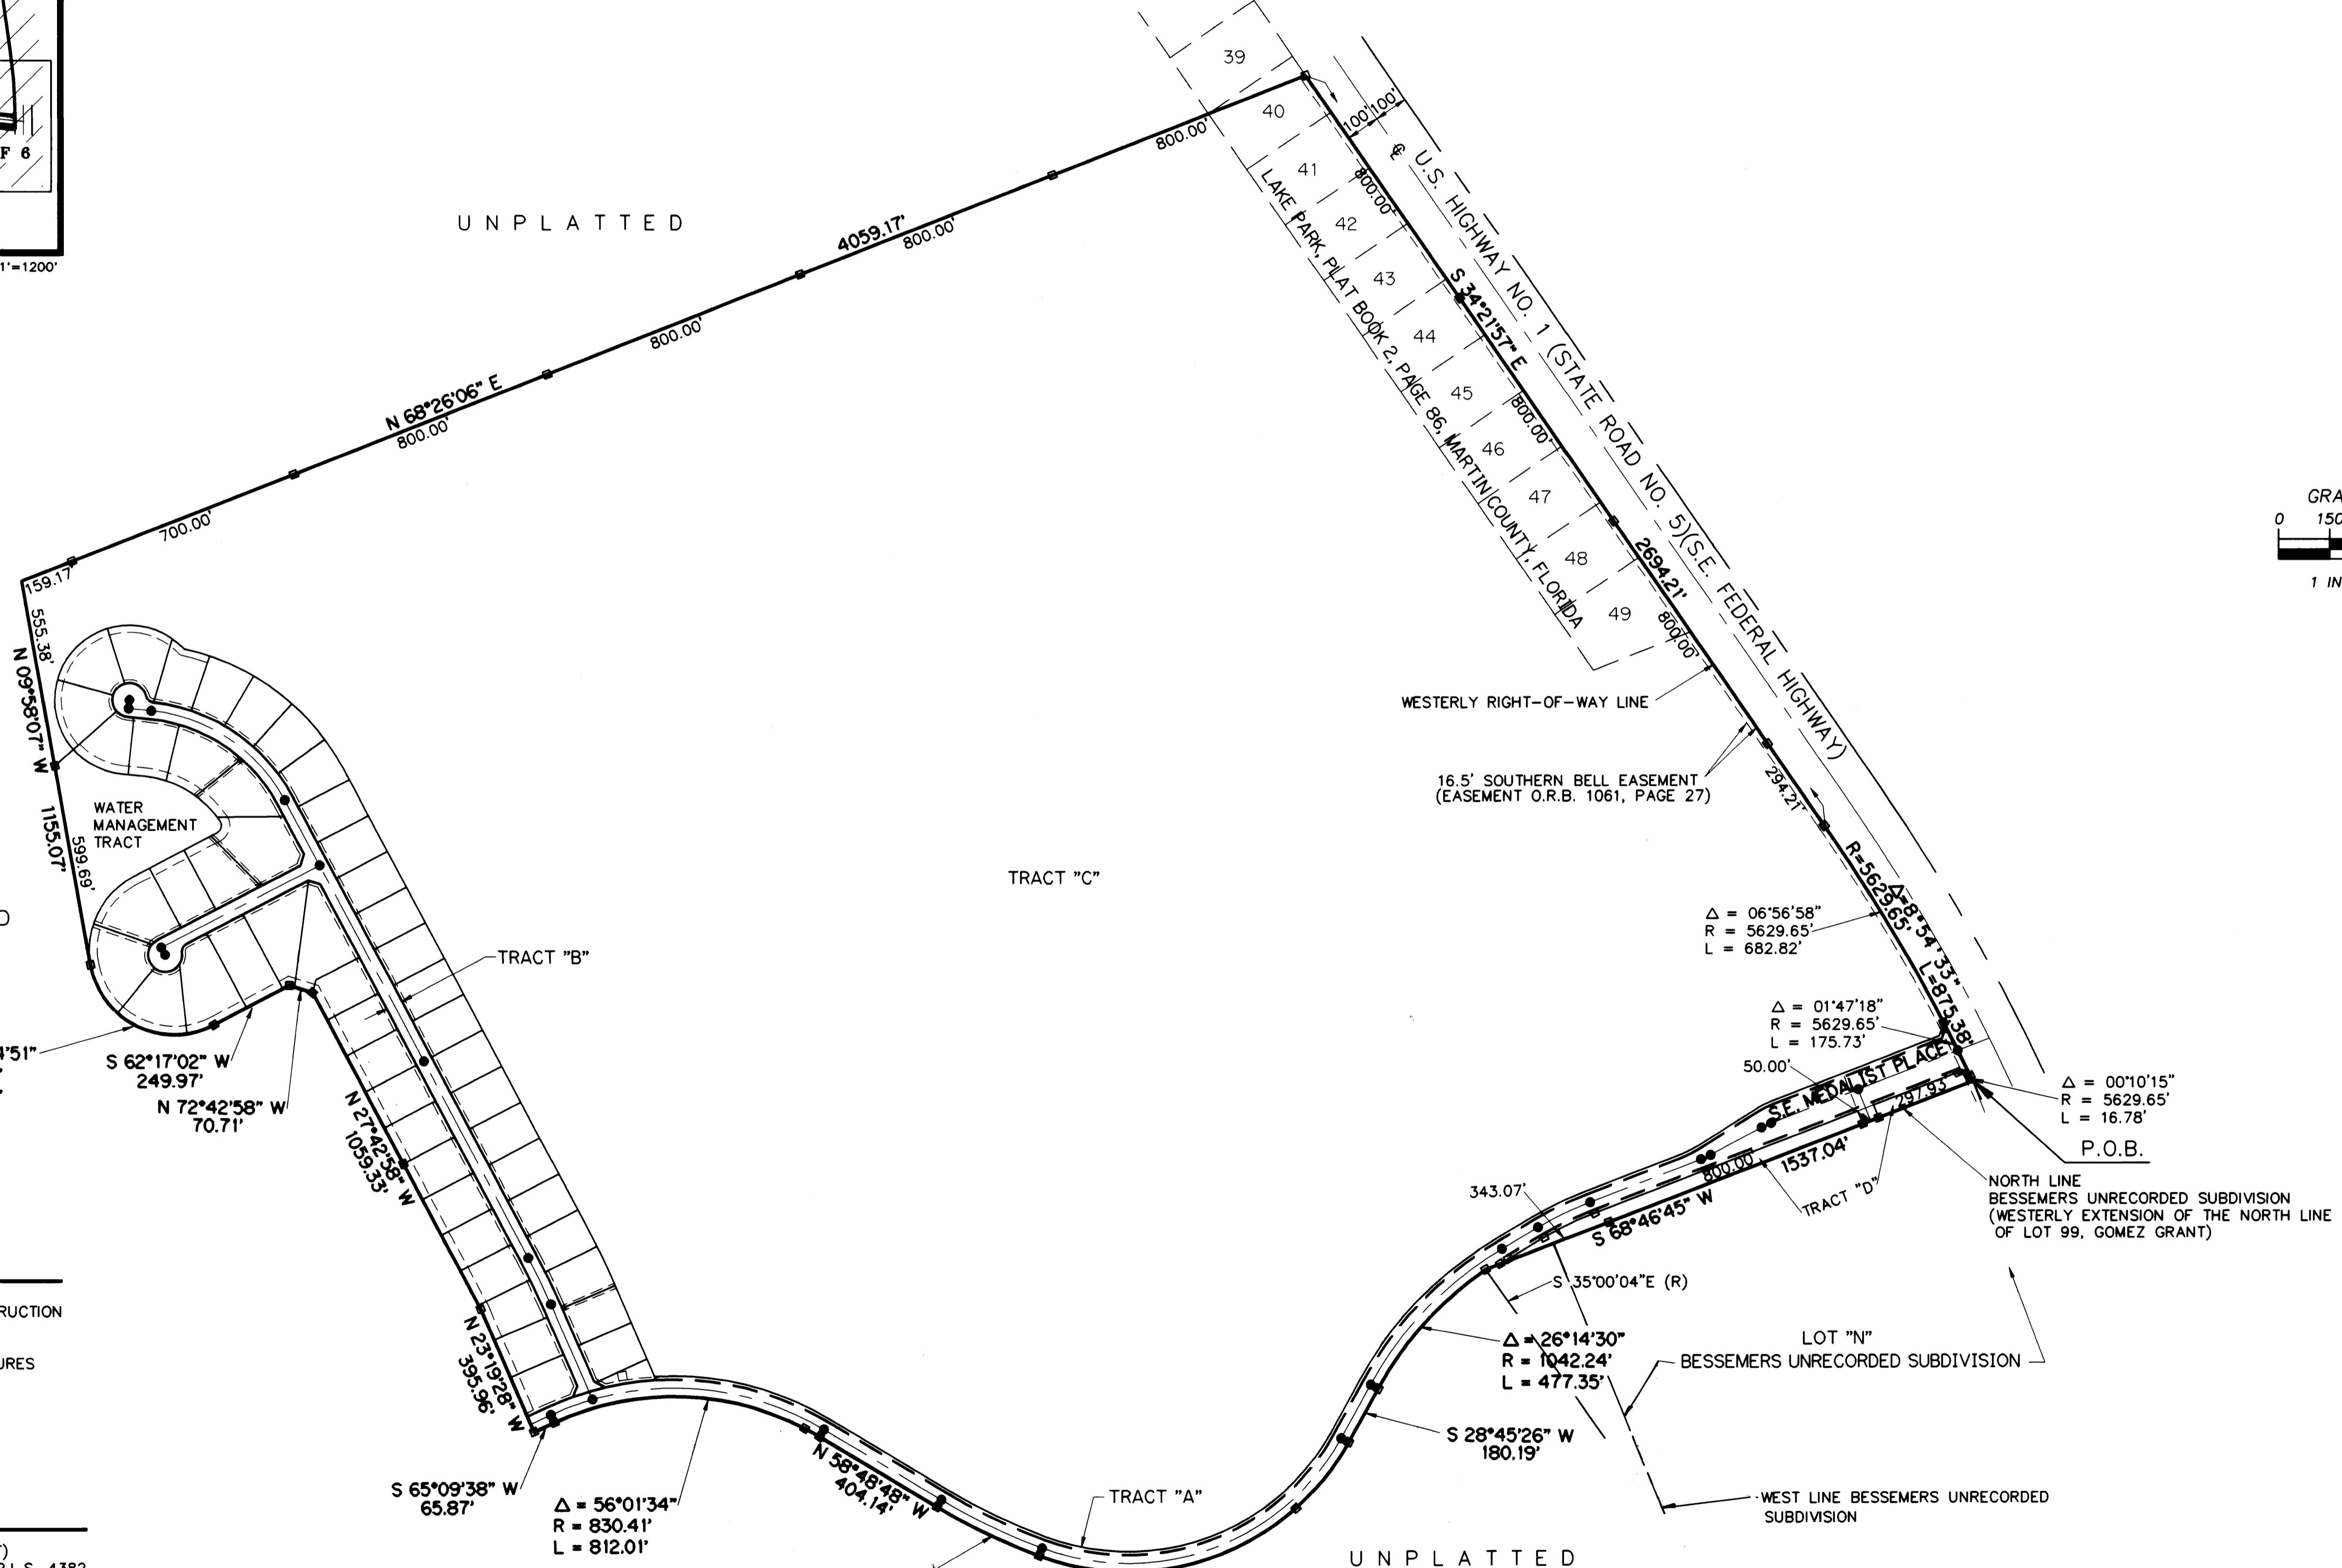 F 6
1'=1200'
UNPLATTED
39
40
41
42
43
44
45
46
47
48
49
LAKE PARK, PLAT BOOK 2, PAGE 86, MARTIN COUNTY, FLORIDA
100'
100'
U.S. HIGHWAY NO. 1 (STATE ROAD NO. 5)(S.E. FEDERAL HIGHWAY)
800.00'
4059.17'
800.00'
800.00'
N 68°26'06" E
800.00'
700.00'
159.17'
800.00'
S 34°21'57" E
800.00'
2694.21'
800.00'
294.21'
0
150
1 IN
WESTERLY RIGHT-OF-WAY LINE
16.5' SOUTHERN BELL EASEMENT
(EASEMENT O.R.B. 1061, PAGE 27)
555.38'
N 09°58'07" W
1155.07'
599.69'
WATER
MANAGEMENT
TRACT
TRACT "C"
TRACT "B"
R=5629.65'
Δ=8°54'33"
L=875.38'
Δ = 06°56'58"
R = 5629.65'
L = 682.82'
Δ = 01°47'18"
R = 5629.65'
L = 175.73'
50.00'
S.E. MEDALIST PLACE
297.93'
Δ = 00°10'15"
R = 5629.65'
L = 16.78'
P.O.B.
NORTH LINE
BESSEMERS UNRECORDED SUBDIVISION
(WESTERLY EXTENSION OF THE NORTH LINE
OF LOT 99, GOMEZ GRANT)
S 62°17'02" W
249.97'
N 72°42'58" W
70.71'
N 27°42'58" W
1059.33'
N 23°19'28" W
395.96'
343.07'
800.00
1537.04'
S 68°46'45" W
TRACT "D"
S 35°00'04"E (R)
Δ = 26°14'30"
R = 1042.24'
L = 477.35'
LOT "N"
BESSEMERS UNRECORDED SUBDIVISION
S 28°45'26" W
180.19'
WEST LINE BESSEMERS UNRECORDED
SUBDIVISION
S 65°09'38" W
65.87'
Δ = 56°01'34"
R = 830.41'
L = 812.01'
N 58°48'48" W
404.14'
TRACT "A"
UNPLATTED